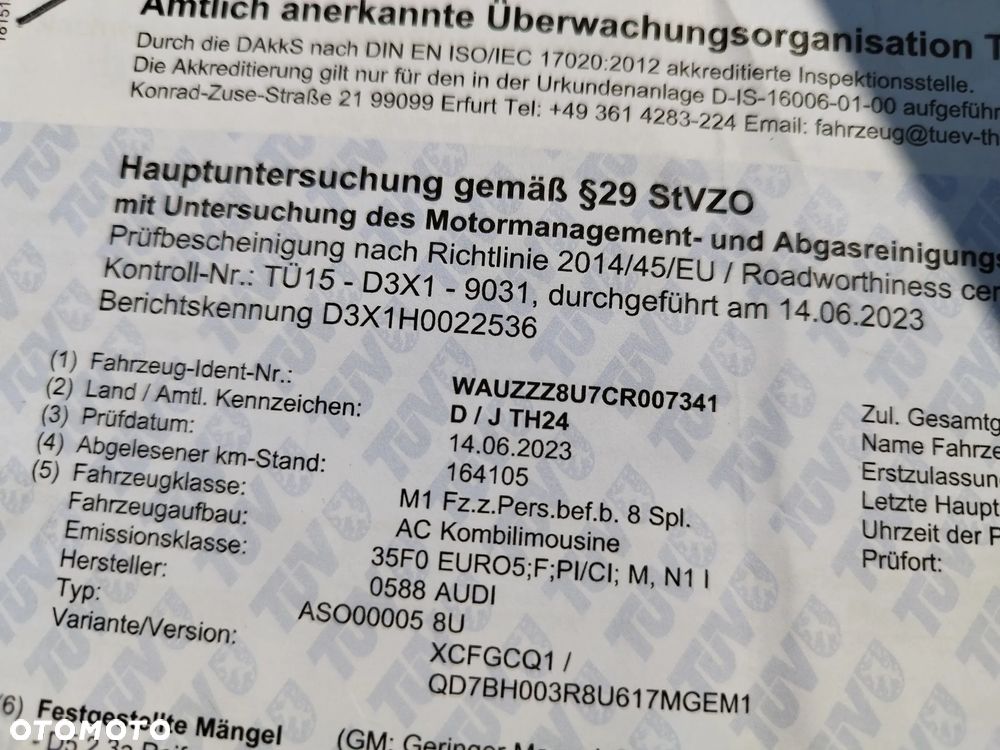 Amtlich anerkannte Überwachungsorganisation T
Durch die DAkkS nach DIN EN ISO/IEC 17020:2012 akkreditierte Inspektionsstelle.
Die Akkreditierung gilt nur für den in der Urkundenanlage D-IS-16006-01-00 aufgeführ
Konrad-Zuse-Straße 21 99099 Erfurt Tel: +49 361 4283-224 Email: fahrzeug@tuev-th
Hauptuntersuchung gemäß §29 StVZO
mit Untersuchung des Motormanagement- und Abgasreinigungs
Prüfbescheinigung nach Richtlinie 2014/45/EU / Roadworthiness cer
Kontroll-Nr.: TÜ15 - D3X1 - 9031, durchgeführt am 14.06.2023
Berichtskennung D3X1H0022536
(1) Fahrzeug-Ident-Nr.: WAUZZZ8U7CR007341
(2) Land / Amtl. Kennzeichen: D / J TH24 Zul. Gesamtg
(3) Prüfdatum: 14.06.2023 Name Fahrze
(4) Abgelesener km-Stand: 164105 Erstzulassun
(5) Fahrzeugklasse: M1 Fz.z.Pers.bef.b. 8 Spl. Letzte Haupt
Fahrzeugaufbau: AC Kombilimousine Uhrzeit der P
Emissionsklasse: 35F0 EURO5;F;PI/CI; M, N1 I Prüfort:
Hersteller: 0588 AUDI
Typ: ASO00005 8U
Variante/Version: XCFGCQ1 /
QD7BH003R8U617MGEM1
(6) Festgestellte Mängel (GM: Geringer
OTOMOTO